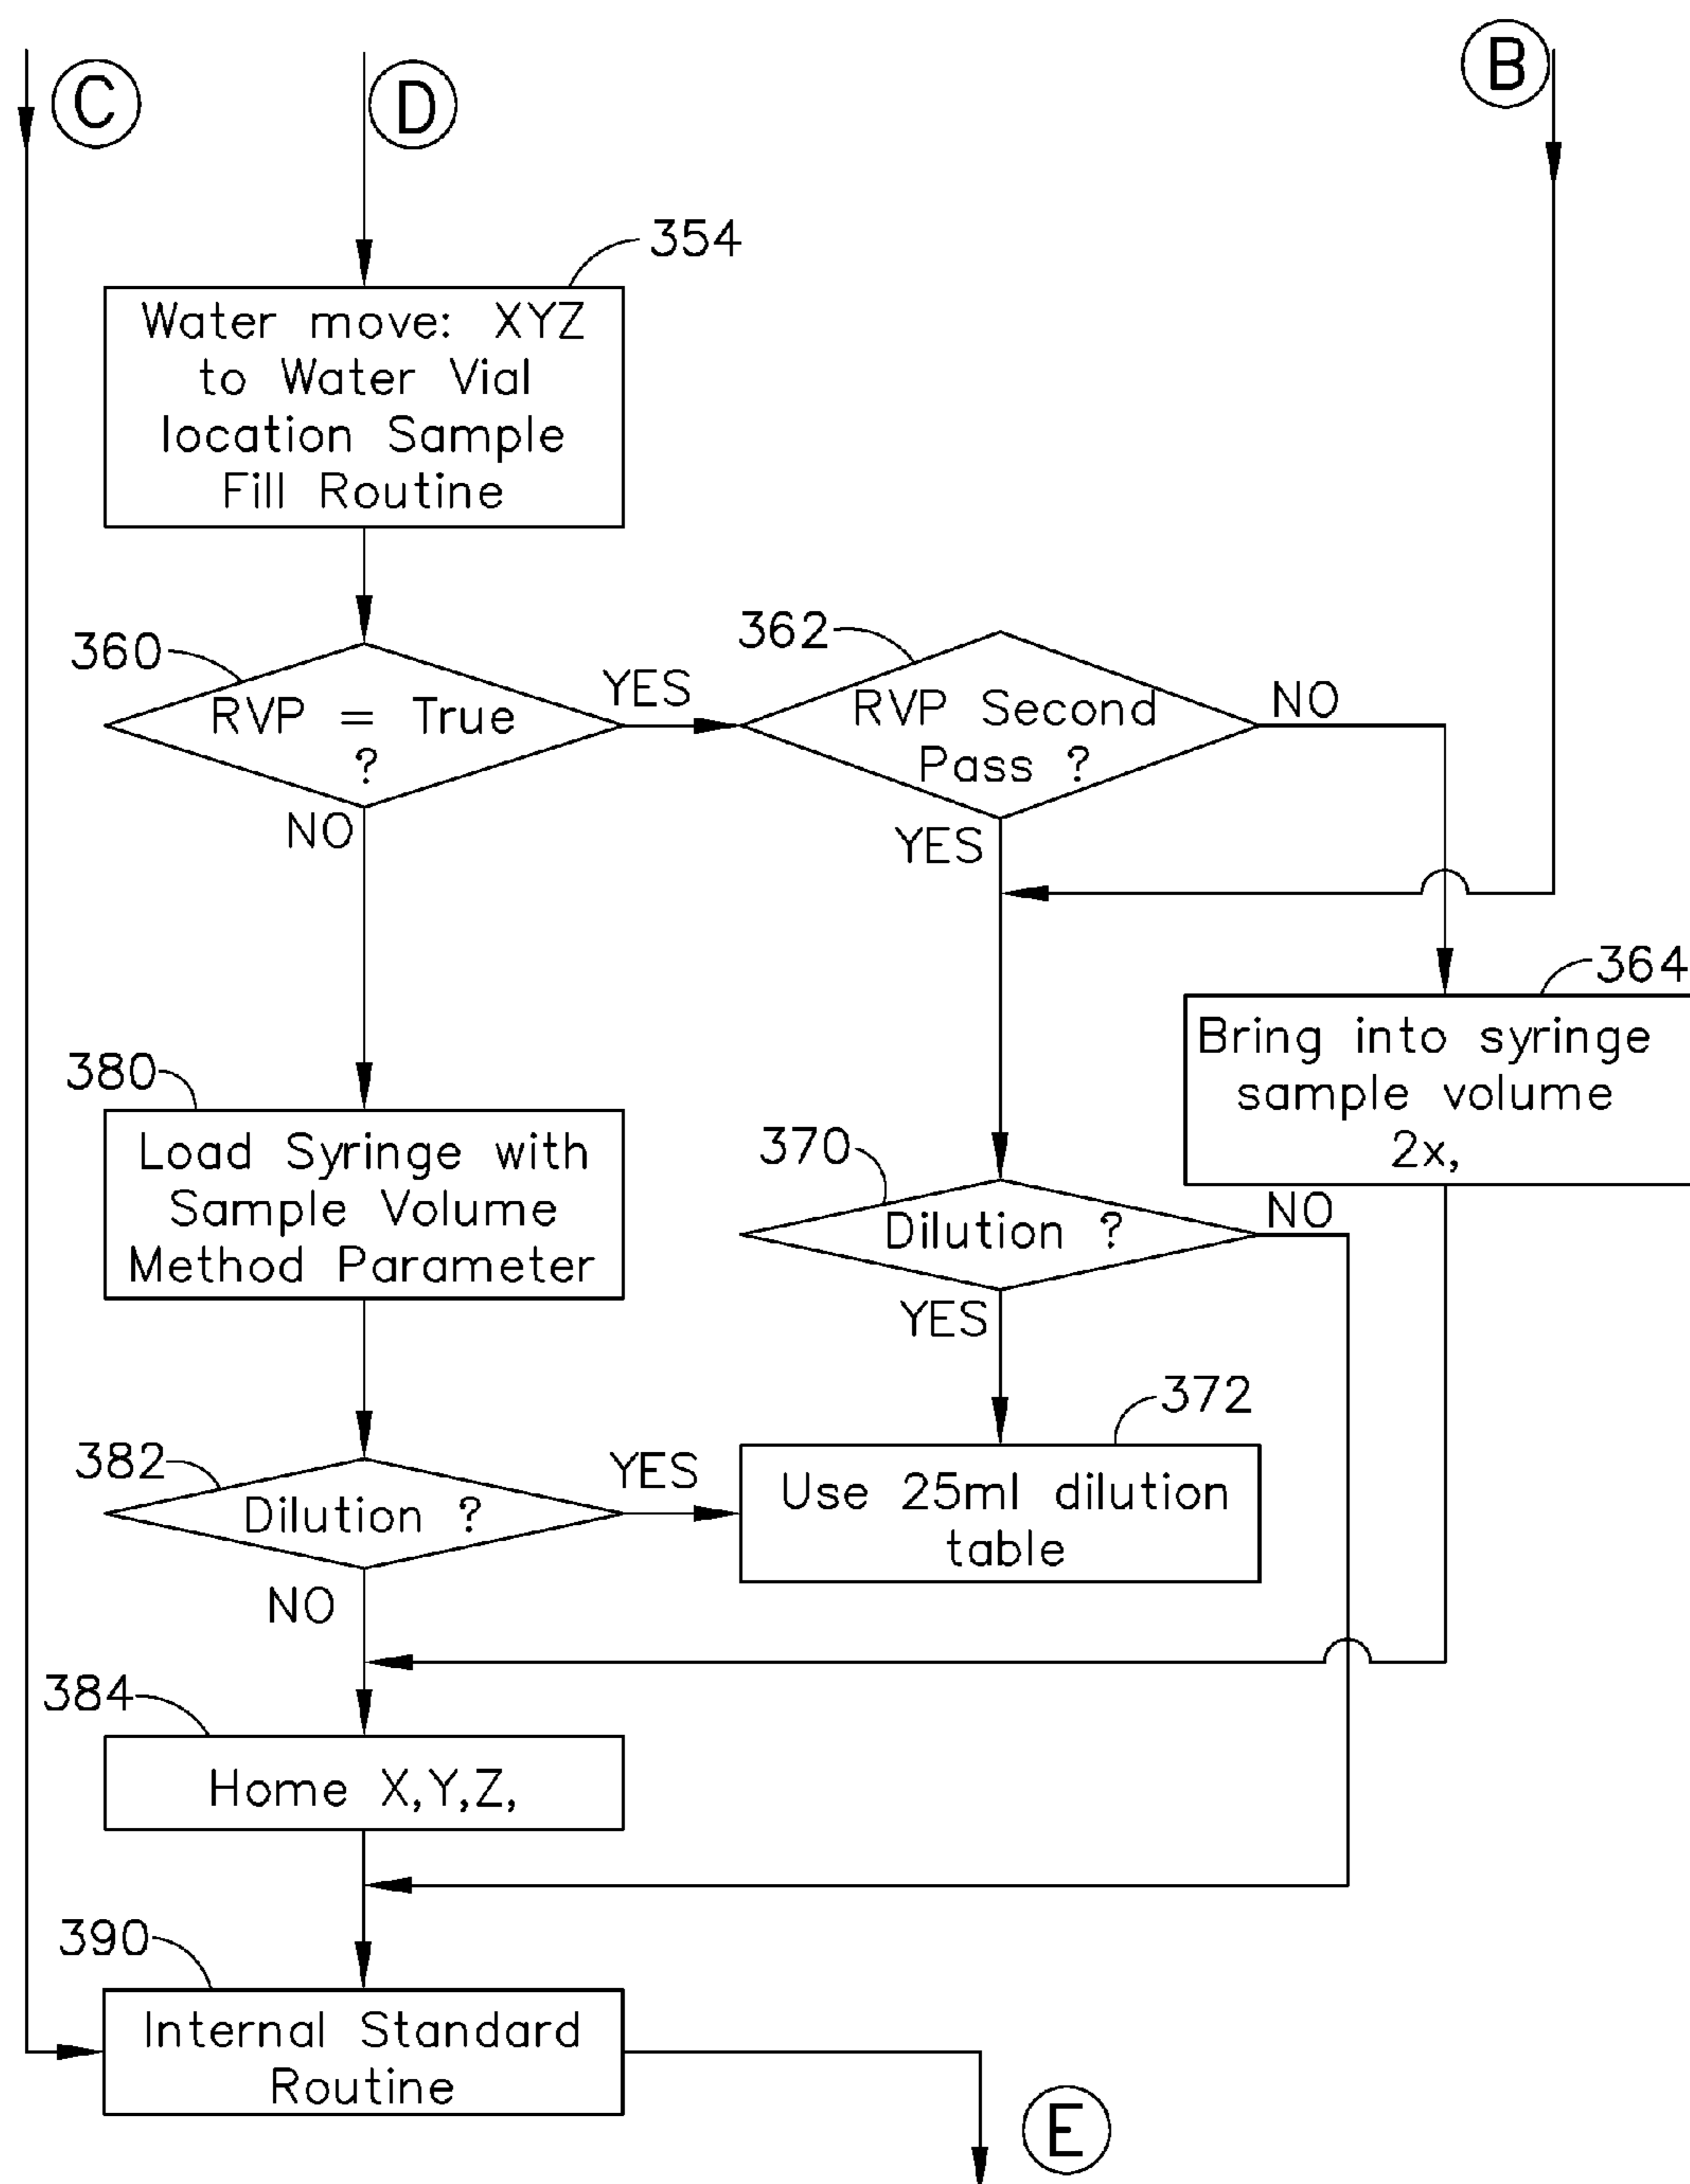 C
D
B
354
Water move: XYZ
to Water Vial
location Sample
Fill Routine
360
RVP = True
?
YES
NO
362
RVP Second
Pass ?
NO
YES
364
Bring into syringe
sample volume
2x,
380
Load Syringe with
Sample Volume
Method Parameter
370
Dilution ?
NO
YES
372
Use 25ml dilution
table
382
Dilution ?
YES
NO
384
Home X,Y,Z,
390
Internal Standard
Routine
E